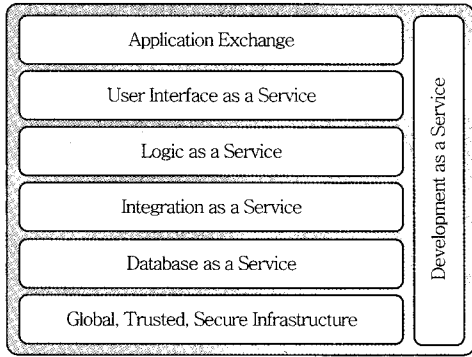 Application Exchange
User Interface as a Service
Logic as a Service
Integration as a Service
Database as a Service
Global, Trusted, Secure Infrastructure
Development as a Service